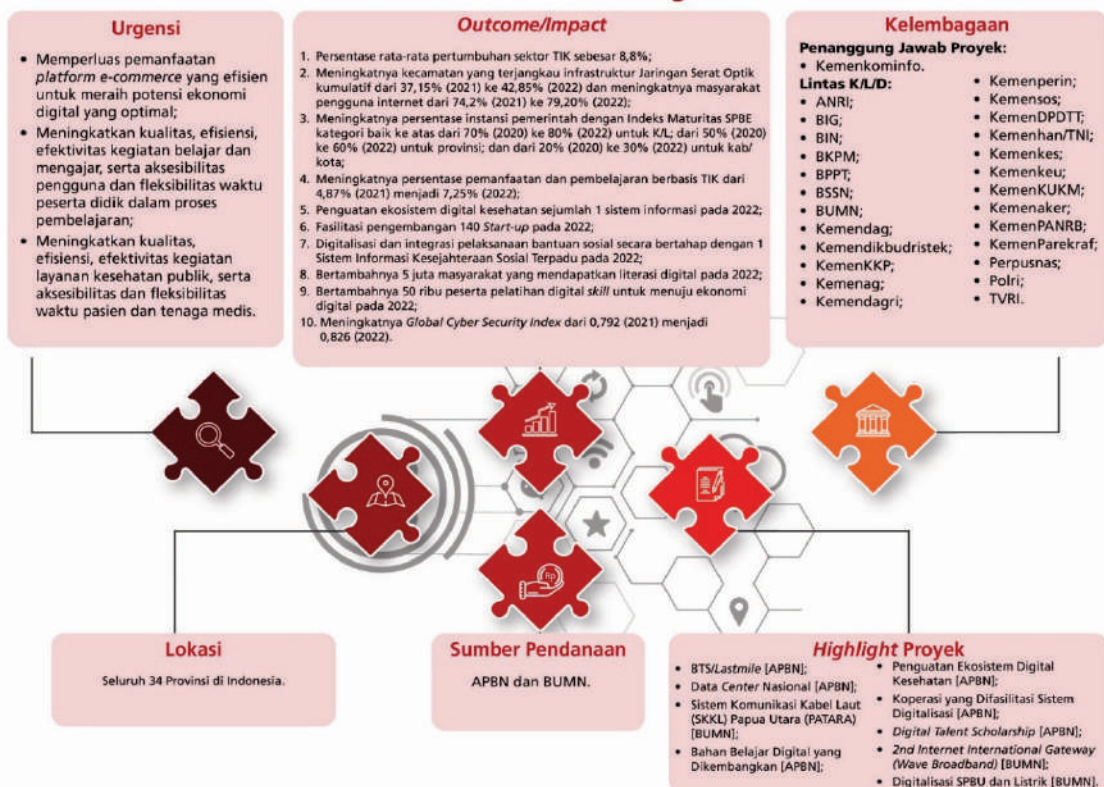 Urgensi
• Memperluas pemanfaatan
platform e-commerce yang efisien
untuk meraih potensi ekonomi
digital yang optimal;
• Meningkatkan kualitas, efisiensi,
efektivitas kegiatan belajar dan
mengajar, serta aksesibilitas
pengguna dan fleksibilitas waktu
peserta didik dalam proses
pembelajaran;
• Meningkatkan kualitas,
efisiensi, efektivitas kegiatan
layanan kesehatan publik, serta
aksesibilitas dan fleksibilitas
waktu pasien dan tenaga medis.
Outcome/Impact
1. Persentase rata-rata pertumbuhan sektor TIK sebesar 8,8%;
2. Meningkatnya kecamatan yang terjangkau infrastruktur Jaringan Serat Optik
kumulatif dari 37,15% (2021) ke 42,85% (2022) dan meningkatnya masyarakat
pengguna internet dari 74,2% (2021) ke 79,20% (2022);
3. Meningkatnya persentase instansi pemerintah dengan Indeks Maturitas SPBE
kategori baik ke atas dari 70% (2020) ke 80% (2022) untuk K/L; dari 50% (2020)
ke 60% (2022) untuk provinsi; dan dari 20% (2020) ke 30% (2022) untuk kab/
kota;
4. Meningkatnya persentase pemanfaatan dan pembelajaran berbasis TIK dari
4,87% (2021) menjadi 7,25% (2022);
5. Penguatan ekosistem digital kesehatan sejumlah 1 sistem informasi pada 2022;
6. Fasilitasi pengembangan 140 Start-up pada 2022;
7. Digitalisasi dan integrasi pelaksanaan bantuan sosial secara bertahap dengan 1
Sistem Informasi Kesejahteraan Sosial Terpadu pada 2022;
8. Bertambahnya 5 juta masyarakat yang mendapatkan literasi digital pada 2022;
9. Bertambahnya 50 ribu peserta pelatihan digital skill untuk menuju ekonomi
digital pada 2022;
10. Meningkatnya Global Cyber Security Index dari 0,792 (2021) menjadi
0,826 (2022).
Kelembagaan
Penanggung Jawab Proyek:
• Kemenkominfo.
Lintas K/L/D:
• ANRI;
• BIG;
• BIN;
• BKPM;
• BPPT;
• BSSN;
• BUMN;
• Kemendag;
• Kemendikbudristek;
• KemenKKP;
• Kemenag;
• Kemendagri;
• Kemenperin;
• Kemensos;
• KemenDPDTT;
• Kemenhan/TNI;
• Kemenkes;
• Kemenkeu;
• KemenKUKM;
• Kemenaker;
• KemenPANRB;
• KemenParekraf;
• Perpusnas;
• Polri;
• TVRI.
Rp
Lokasi
Seluruh 34 Provinsi di Indonesia.
Sumber Pendanaan
APBN dan BUMN.
Highlight Proyek
• BTS/Lastmile [APBN];
• Data Center Nasional [APBN];
• Sistem Komunikasi Kabel Laut
(SKKL) Papua Utara (PATARA)
[BUMN];
• Bahan Belajar Digital yang
Dikembangkan [APBN];
• Penguatan Ekosistem Digital
Kesehatan [APBN];
• Koperasi yang Difasilitasi Sistem
Digitalisasi [APBN];
• Digital Talent Scholarship [APBN];
• 2nd Internet International Gateway
(Wave Broadband) [BUMN];
• Digitalisasi SPBU dan Listrik [BUMN].